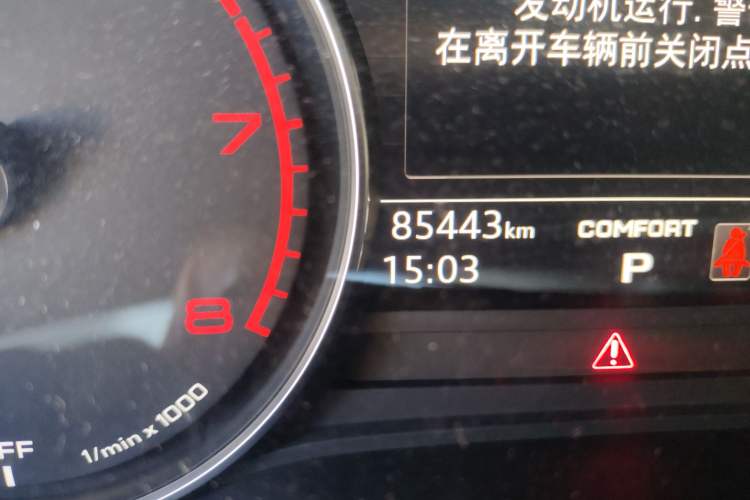 发动机运行. 警
在离开车辆前关闭点
7
85443km
COMFORT
15:03
P
8
1/min x 1000
FF